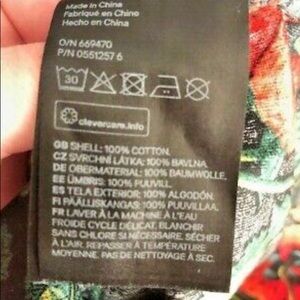 Made in China
Fabriqué en Chine
Hecho en China
O/N 669470
P/N 0551257 6
30
clevercare.info
GB SHELL: 100% COTTON.
CZ SVRCHNI LÁTKA: 100% BAVLNA.
DE OBERMATERIAL: 100% BAUMWOLLE.
EE ÜMBRIS: 100% PUUVILL.
ES TELA EXTERIOR: 100% ALGODÓN.
FI PÄÄLLISKANGAS: 100% PUUVILLAA.
FR LAVER À LA MACHINE À L'EAU
FROIDE CYCLE DÉLICAT, BLANCHIR
SANS CHLORE SI NÉCESSAIRE, SÉCHER
À L'AIR, REPASSER À TEMPÉRATURE
MOYENNE, PAS DE NETTOYAGE À SEC.